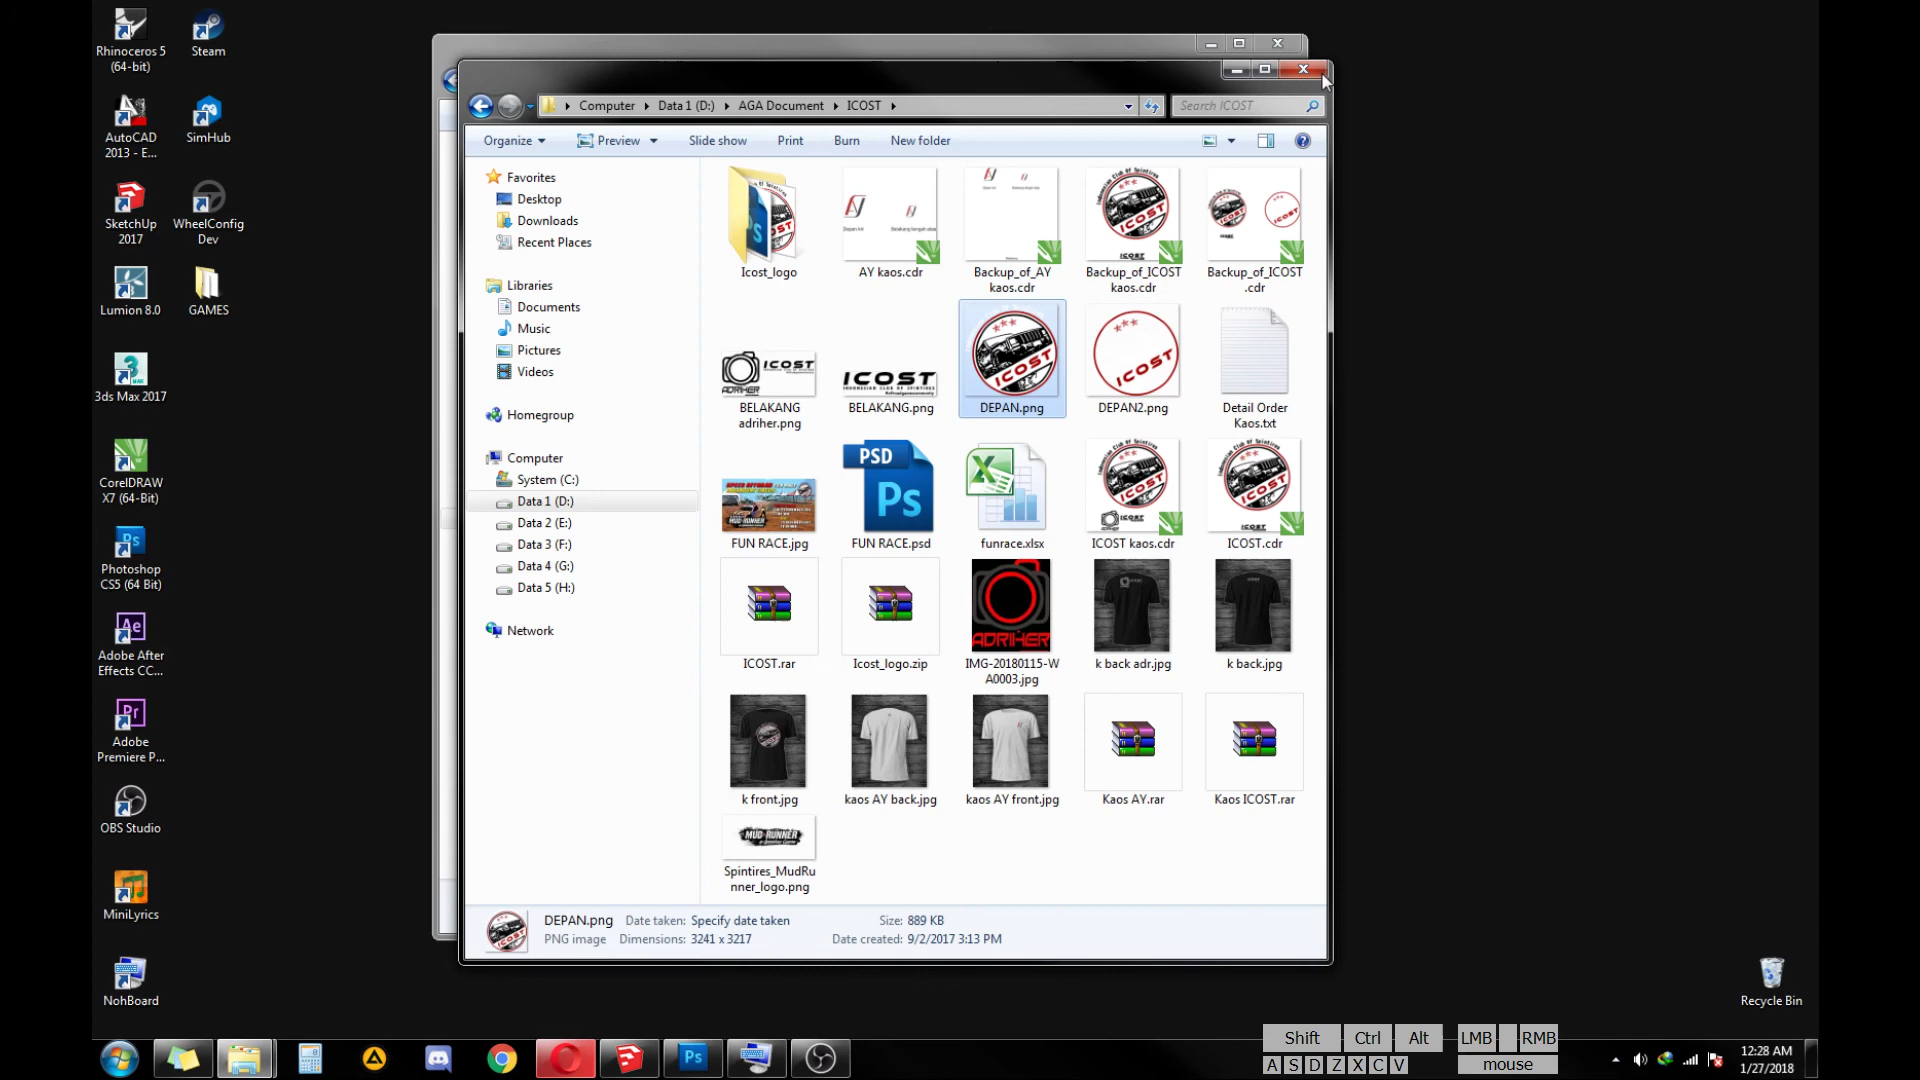 Rhinoceros 5
(64-bit)
Steam
AutoCAD
2013 - E...
SimHub
SketchUp
2017
WheelConfig
Dev
Lumion 8.0
GAMES
3ds Max 2017
CorelDRAW
X7 (64-Bit)
Photoshop
CS5 (64 Bit)
Adobe After
Effects CC...
Adobe
Premiere P...
OBS Studio
MiniLyrics
NohBoard
Computer
Data 1 (D:)
AGA Document
ICOST
Search ICOST
Organize
Preview
Slide show
Print
Burn
New folder
Favorites
Desktop
Downloads
Recent Places
Libraries
Documents
Music
Pictures
Videos
Homegroup
Computer
System (C:)
Data 1 (D:)
Data 2 (E:)
Data 3 (F:)
Data 4 (G:)
Data 5 (H:)
Network
Icost_logo
AY kaos.cdr
Backup_of_AY
kaos.cdr
Backup_of_ICOST
kaos.cdr
Backup_of_ICOST
.cdr
BELAKANG
adriher.png
BELAKANG.png
DEPAN.png
DEPAN2.png
Detail Order
Kaos.txt
FUN RACE.jpg
FUN RACE.psd
funrace.xlsx
ICOST kaos.cdr
ICOST.cdr
ICOST.rar
Icost_logo.zip
IMG-20180115-W
A0003.jpg
k back adr.jpg
k back.jpg
k front.jpg
kaos AY back.jpg
kaos AY front.jpg
Kaos AY.rar
Kaos ICOST.rar
Spintires_MudRu
nner_logo.png
DEPAN.png
Date taken: Specify date taken
Size: 889 KB
PNG image
Dimensions: 3241 x 3217
Date created: 9/2/2017 3:13 PM
Recycle Bin
Shift
Ctrl
Alt
LMB
RMB
A S D Z X C V
mouse
12:28 AM
1/27/2018